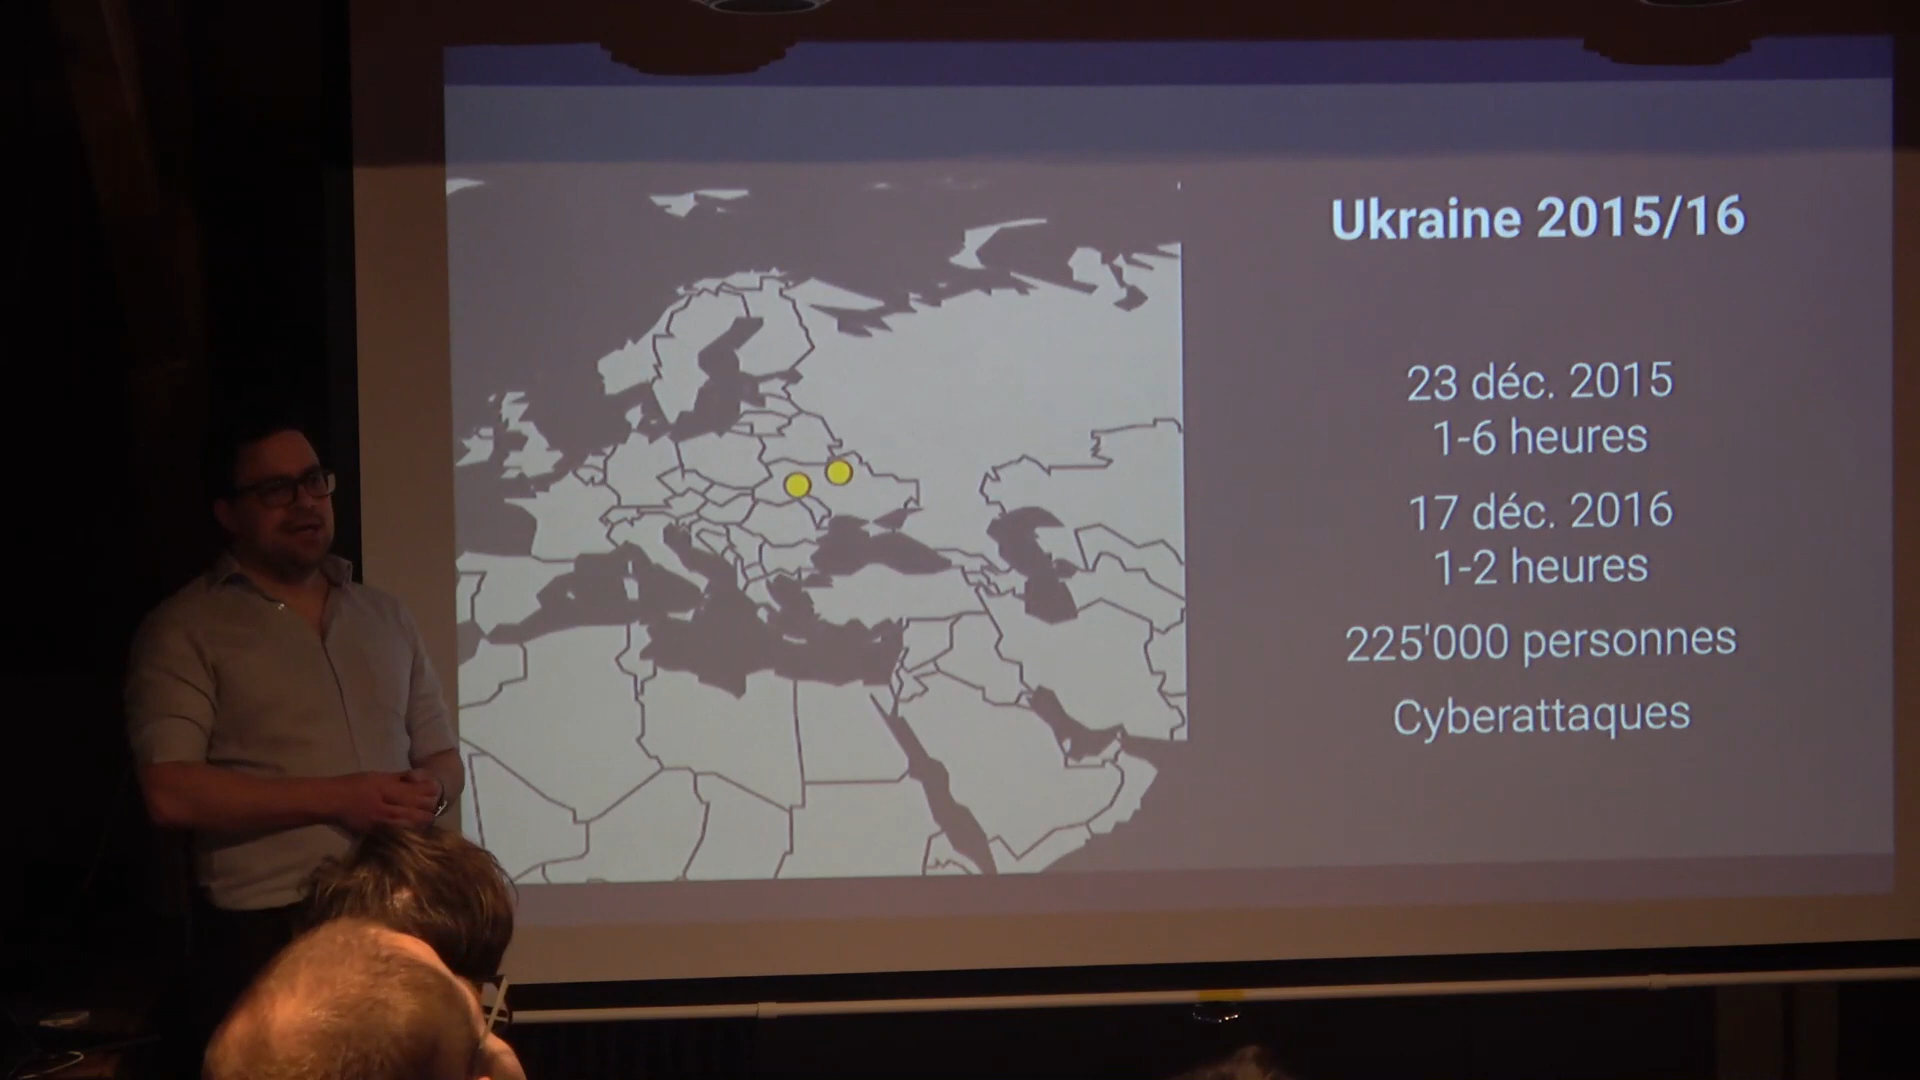 Ukraine 2015/16
23 déc. 2015
1-6 heures
17 déc. 2016
1-2 heures
225'000 personnes
Cyberattaques